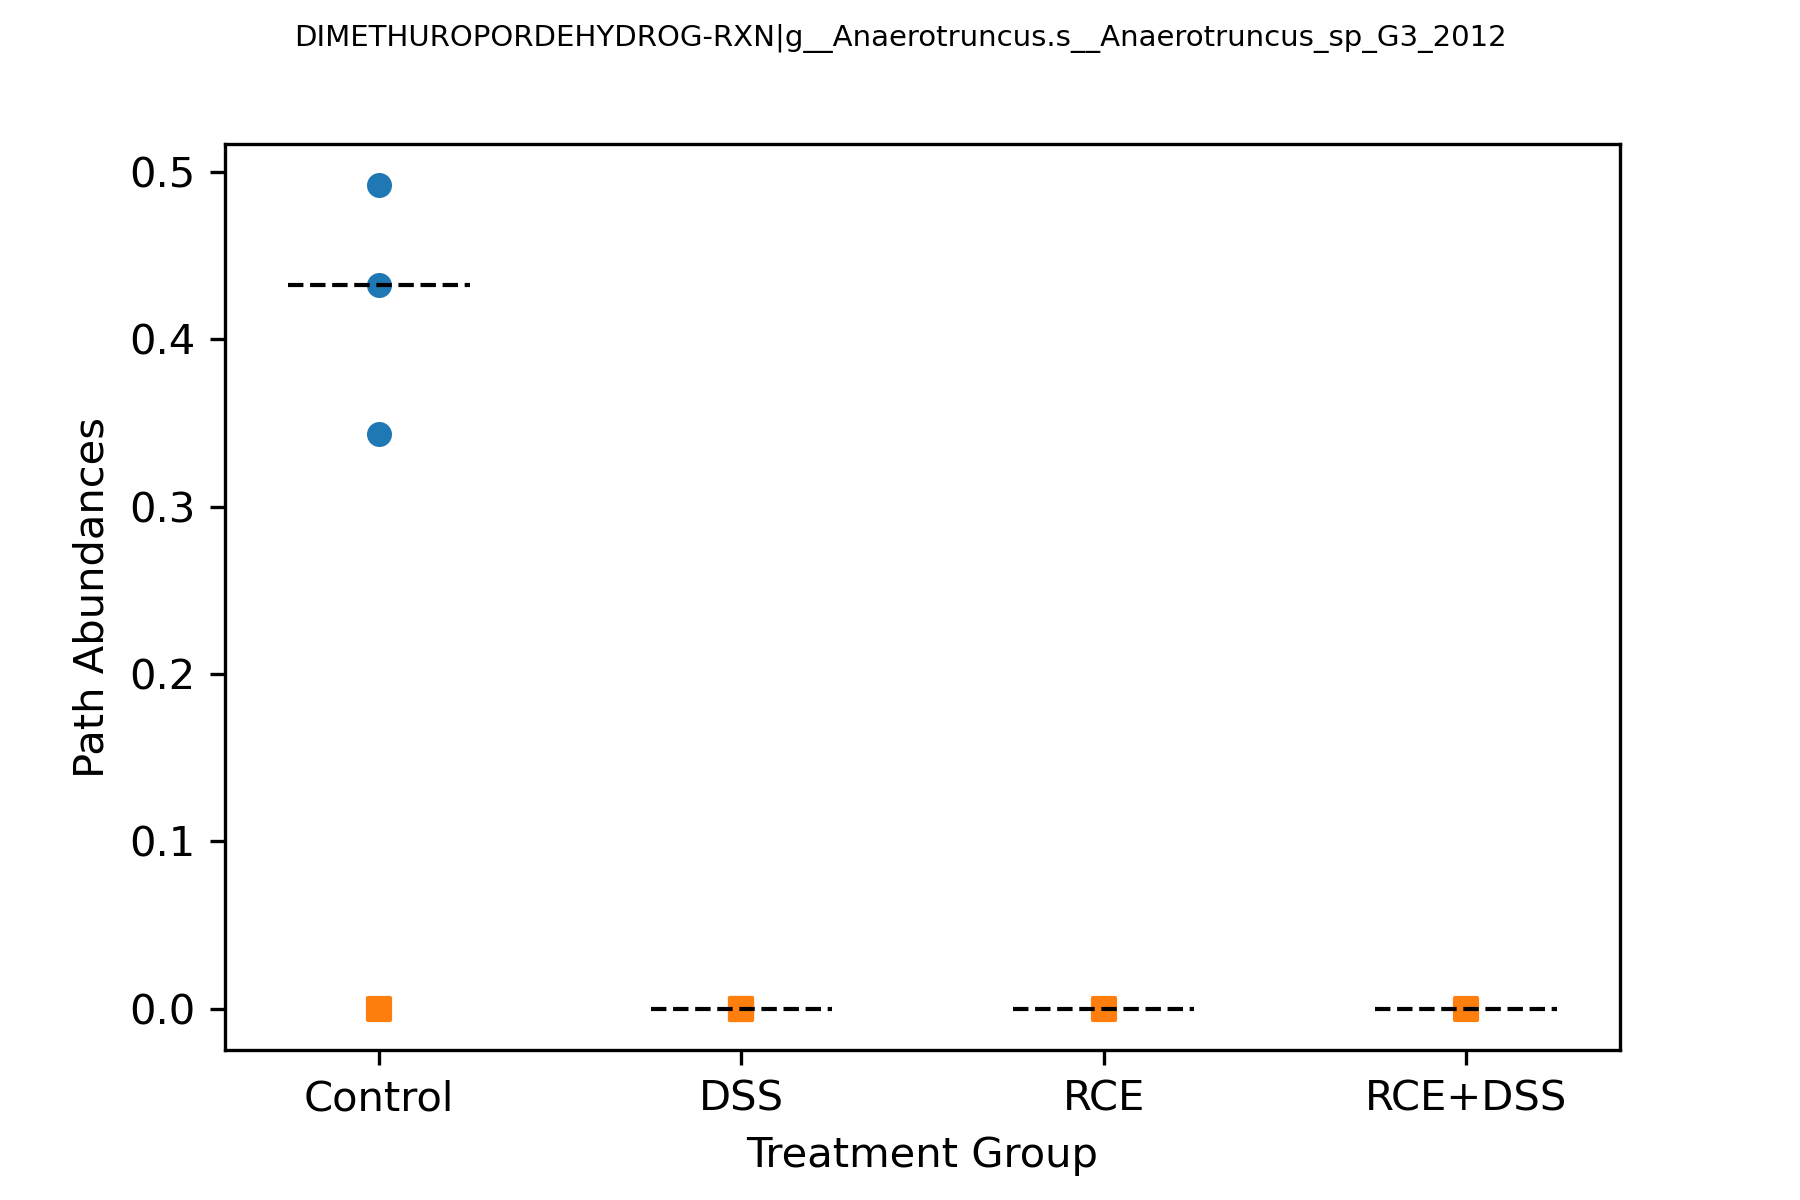 DIMETHUROPORDEHYDROG-RXN|g__Anaerotruncus.s__Anaerotruncus_sp_G3_2012
0.5
0.4
0.3
0.2
0.1
0.0
Path Abundances
Control DSS RCE RCE+DSS
Treatment Group